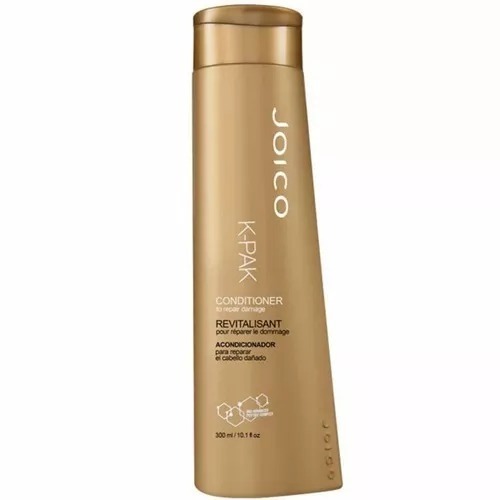 JOICO
K-PAK
CONDITIONER
to repair damage
REVITALISANT
pour réparer le dommage
ACONDICIONADOR
para reparar
el cabello dañado
300 ml / 10.1 fl oz
joico